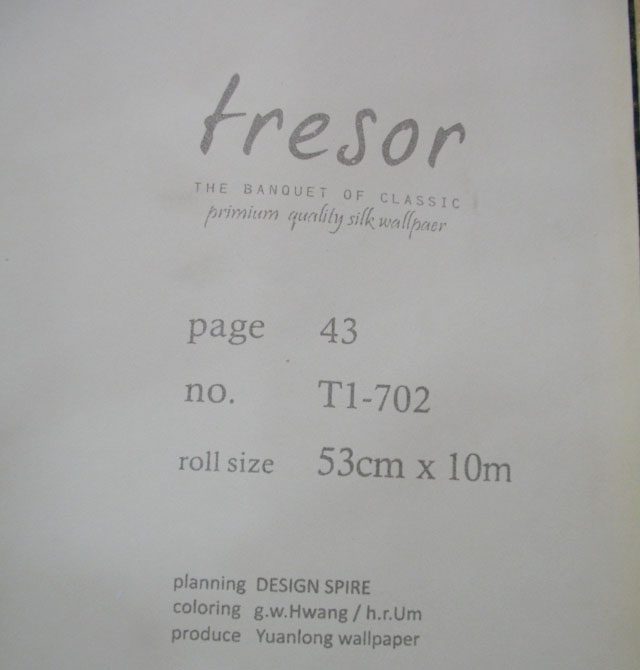 tresor
THE BANQUET OF CLASSIC
primium quality silk wallpaer
page 43
no. T1-702
roll size 53cm x 10m
planning DESIGN SPIRE
coloring g.w.Hwang / h.r.Um
produce Yuanlong wallpaper